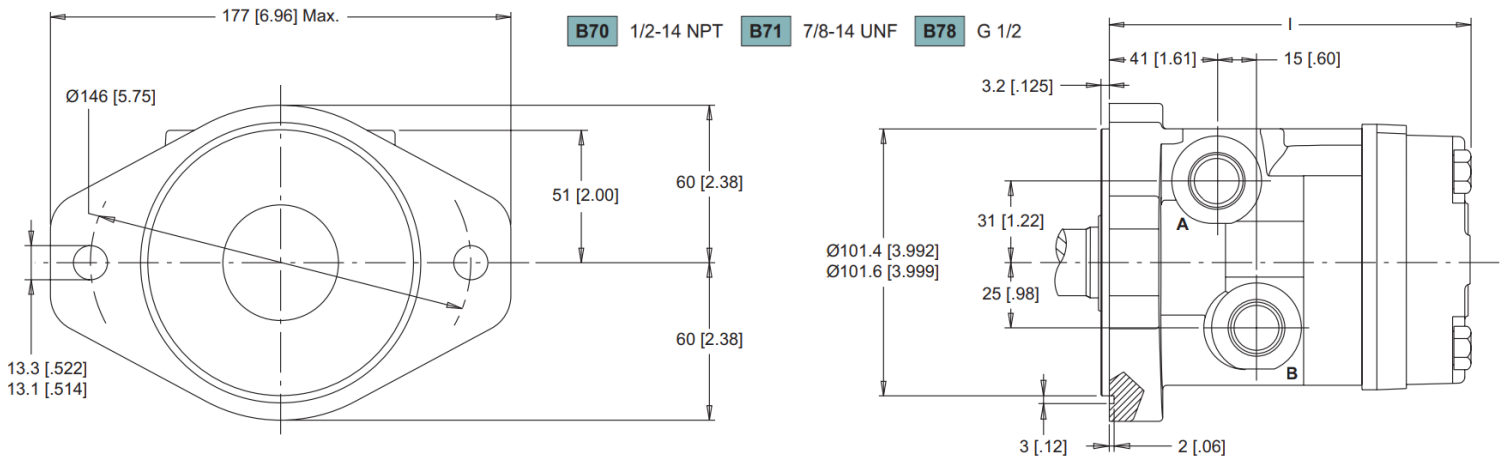 177 [6.96] Max.
B70 1/2-14 NPT B71 7/8-14 UNF B78 G 1/2
Ø146 [5.75]
51 [2.00]
60 [2.38]
60 [2.38]
13.3 [.522]
13.1 [.514]
I
41 [1.61]
15 [.60]
3.2 [.125]
31 [1.22]
A
Ø101.4 [3.992]
Ø101.6 [3.999]
25 [.98]
B
3 [.12]
2 [.06]